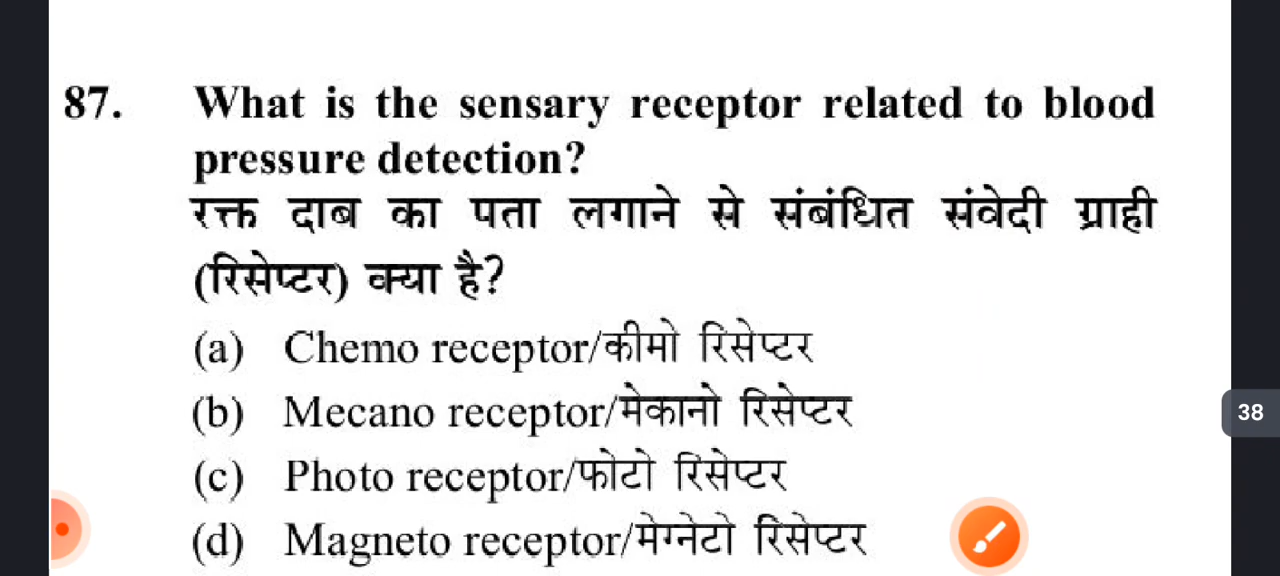 87. What is the sensary receptor related to blood
pressure detection?
रक्त दाब का पता लगाने से संबंधित संवेदी ग्राही
(रिसेप्टर) क्या है?
(a) Chemo receptor/कीमो रिसेप्टर
(b) Mecano receptor/मेकानो रिसेप्टर
(c) Photo receptor/फोटो रिसेप्टर
(d) Magneto receptor/मेग्नेटो रिसेप्टर
38